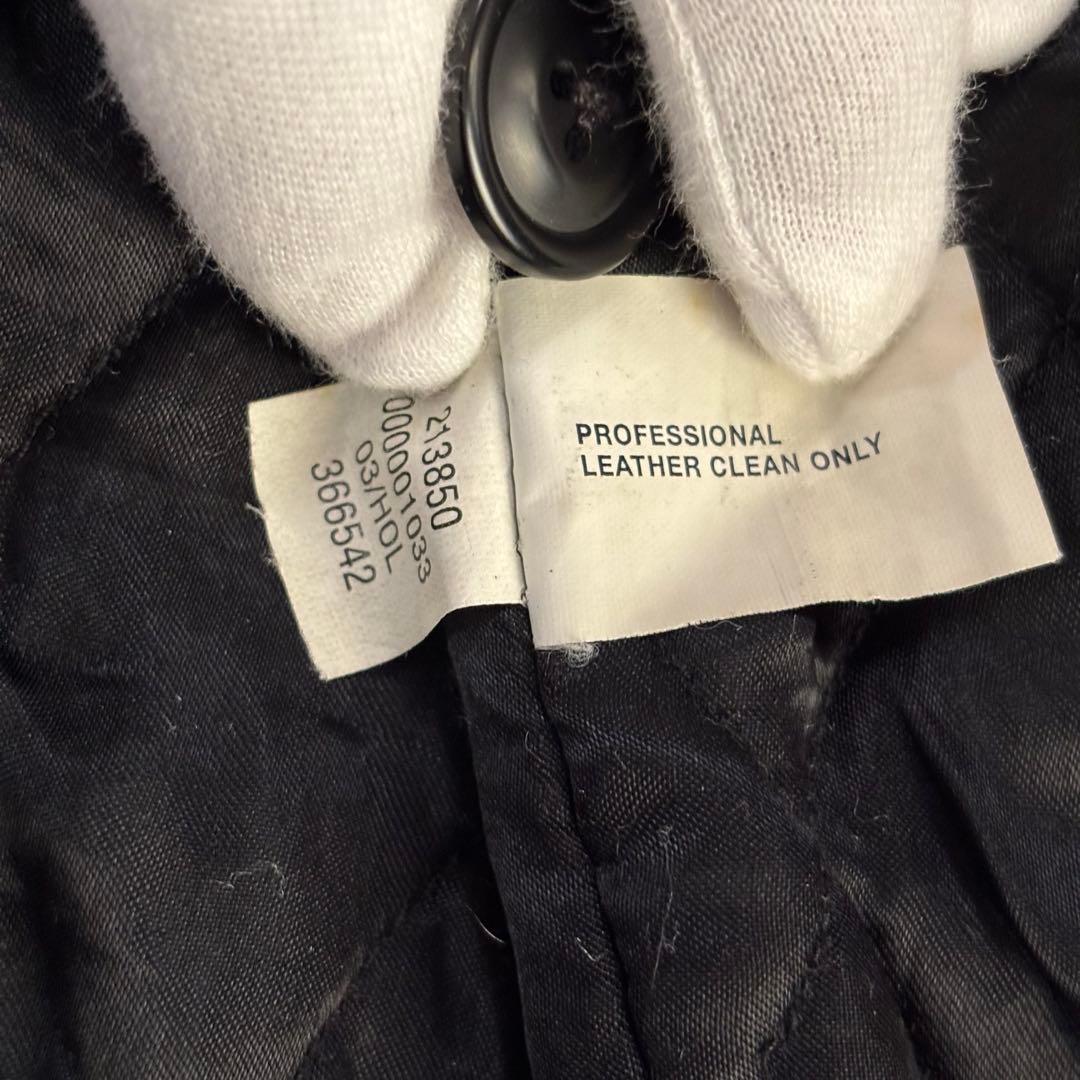 213850
000001033
03/HOL
366542
PROFESSIONAL
LEATHER CLEAN ONLY